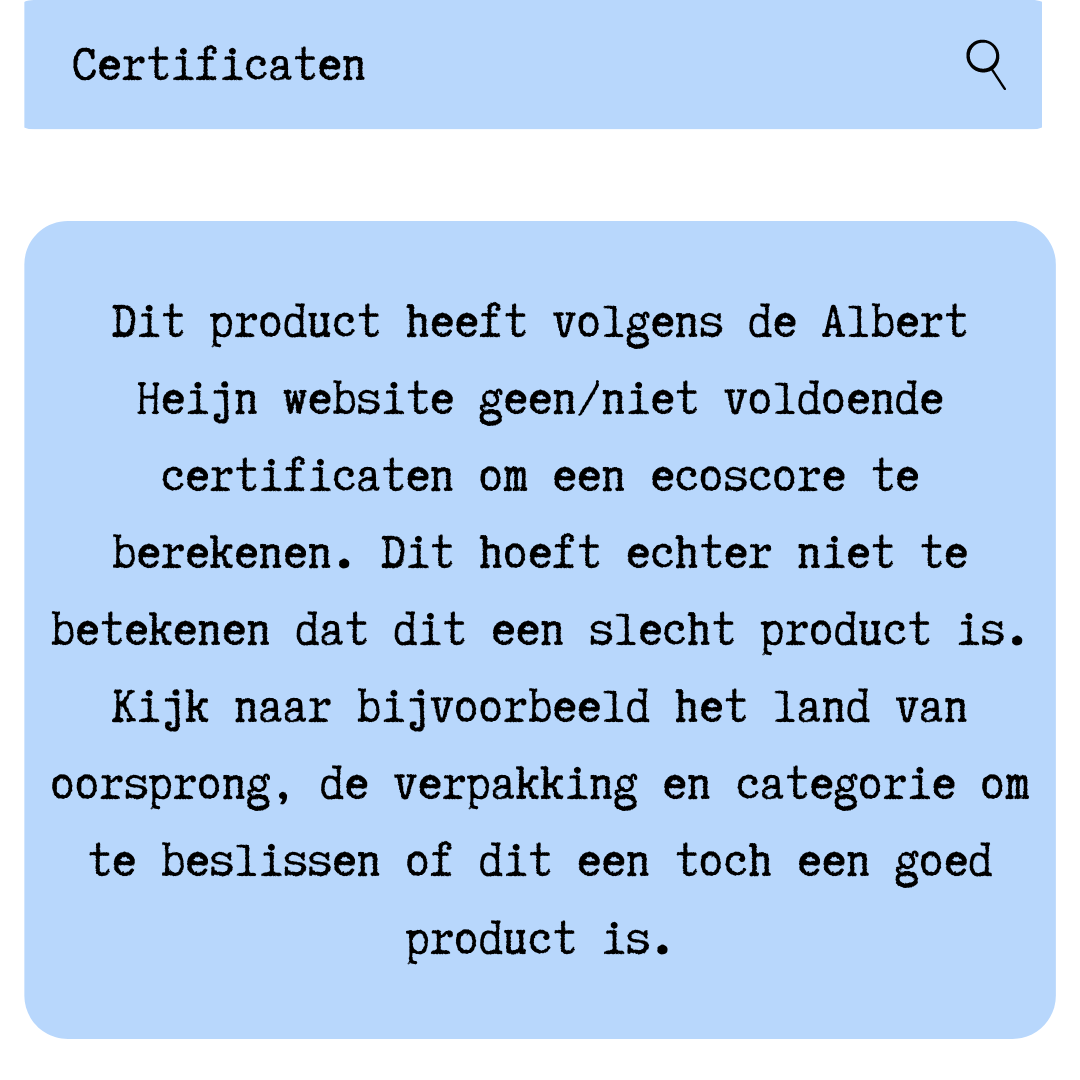 Certificaten
Dit product heeft volgens de Albert
Heijn website geen/niet voldoende
certificaten om een ecoscore te
berekenen. Dit hoeft echter niet te
betekenen dat dit een slecht product is.
Kijk naar bijvoorbeeld het land van
oorsprong, de verpakking en categorie om
te beslissen of dit een toch een goed
product is.